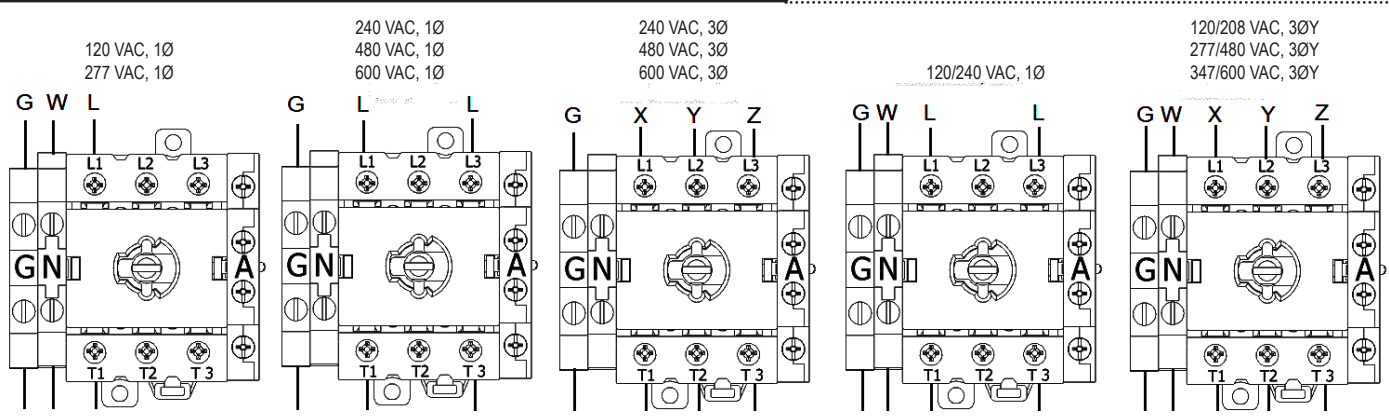 120 VAC, 1Ø
277 VAC, 1Ø
G W L
L1 L2 L3
G N A
T1 T2 T 3
240 VAC, 1Ø
480 VAC, 1Ø
600 VAC, 1Ø
G L L
L1 L2 L3
G N A
T1 T2 T 3
240 VAC, 3Ø
480 VAC, 3Ø
600 VAC, 3Ø
G X Y Z
L1 L2 L3
G N A
T1 T2 T 3
120/240 VAC, 1Ø
G W L L
L1 L2 L3
G N A
T1 T2 T 3
120/208 VAC, 3ØY
277/480 VAC, 3ØY
347/600 VAC, 3ØY
G W X Y Z
L1 L2 L3
G N A
T1 T2 T 3